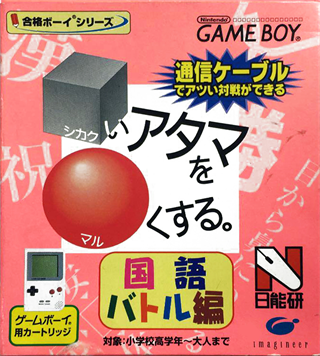 合格ボーイ®シリーズ
Nintendo®
GAME BOY®
通信ケーブル
でアツい対戦ができる
シカクいアタマ
を
マルくする。
国語
バトル編
ゲームボーイ®
用カートリッジ
対象:小学校高学年~大人まで
N
日能研
imagineer